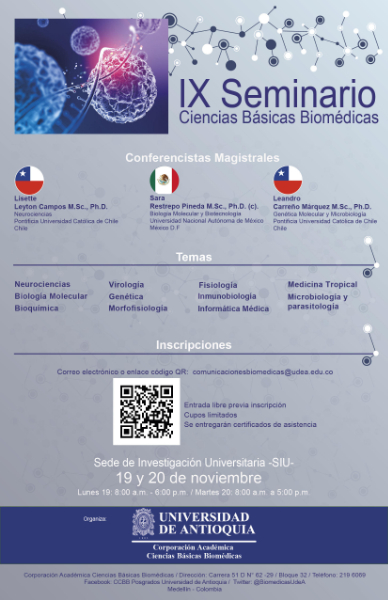 IX Seminario
Ciencias Básicas Biomédicas
Conferencistas Magistrales
Lisette
Leyton Campos M.Sc., Ph.D.
Neurociencias
Pontificia Universidad Católica de Chile
Chile
Sara
Restrepo Pineda M.Sc., Ph.D. (c).
Biología Molecular y Biotecnología
Universidad Nacional Autónoma de México
México D.F
Leandro
Carreño Márquez M.Sc., Ph.D.
Genética Molecular y Microbiología
Pontificia Universidad Católica de Chile
Chile
Temas
Neurociencias
Biología Molecular
Bioquímica
Virología
Genética
Morfofisiología
Fisiología
Inmunobiología
Informática Médica
Medicina Tropical
Microbiología y
parasitología
Inscripciones
Correo electrónico o enlace código QR: comunicacionesbiomedicas@udea.edu.co
Entrada libre previa inscripción
Cupos limitados
Se entregarán certificados de asistencia
Sede de Investigación Universitaria -SIU-
19 y 20 de noviembre
Lunes 19: 8:00 a.m. - 6:00 p.m. / Martes 20: 8:00 a.m. a 5:00 p.m.
Organiza:
UNIVERSIDAD
DE ANTIOQUIA
Corporación Académica
Ciencias Básicas Biomédicas
Corporación Académica Ciencias Básicas Biomédicas / Dirección: Carrera 51 D N° 62 -29 / Bloque 32 / Teléfono: 219 6069
Facebook: CCBB Posgrados Universidad de Antioquia / Twitter: @BiomedicasUdeA
Medellín - Colombia